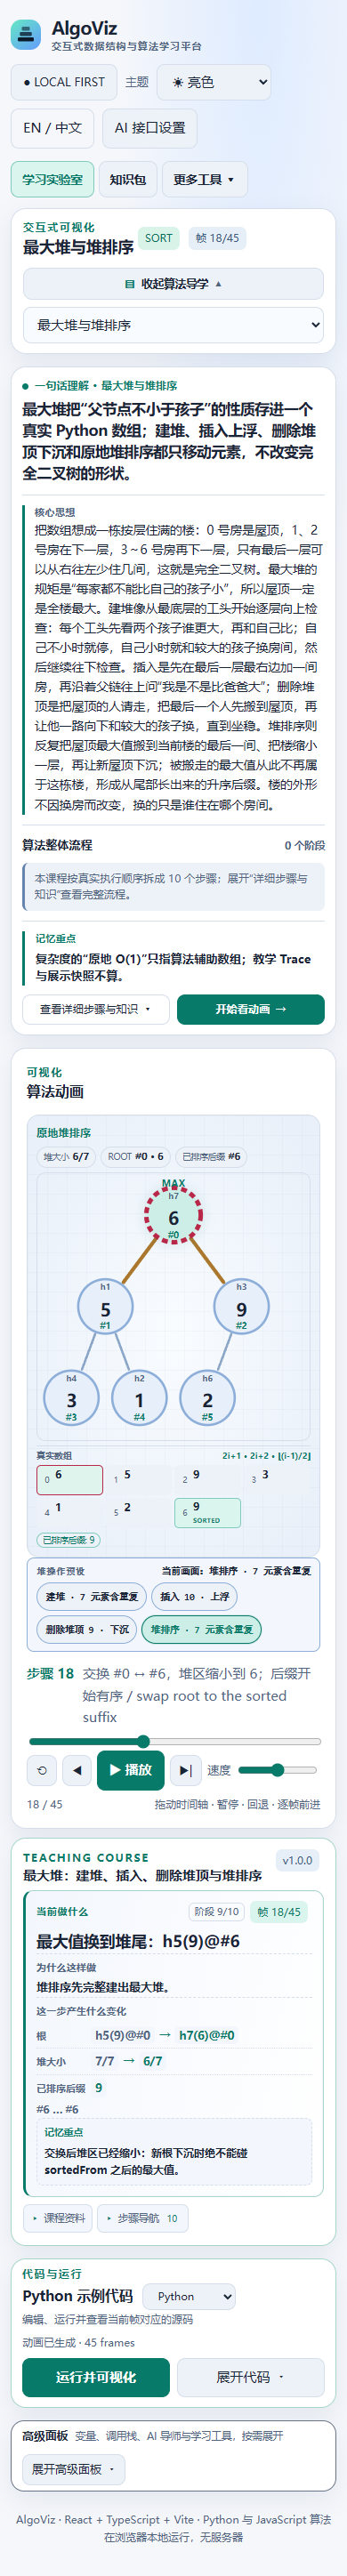 AlgoViz
交互式数据结构与算法学习平台
● LOCAL FIRST 主题 ☀ 亮色
EN / 中文 AI 接口设置
学习实验室 知识包 更多工具 ▾
交互式可视化
最大堆与堆排序 SORT 帧 18/45
▤ 收起算法导学 ▲
最大堆与堆排序
● 一句话理解 • 最大堆与堆排序
最大堆把“父节点不小于孩子”的性质存进一个
真实 Python 数组；建堆、插入上浮、删除堆
顶下沉和原地堆排序都只移动元素，不改变完
全二叉树的形状。
核心思想
把数组想成一栋按层住满的楼：0 号房是屋顶，1、2
号房在下一层，3～6 号房再下一层，只有最后一层可
以从右往左少住几间，这就是完全二叉树。最大堆的
规矩是“每家都不能比自己的孩子小”，所以屋顶一定
是全楼最大。建堆像从最底层的工头开始逐层向上检
查：每个工头先看两个孩子谁更大，再和自己比；自
己不小时就停，自己小时就和较大的孩子换房间，然
后继续往下检查。插入是先在最后一层最右边加一间
房，再沿着父链往上问“我是不是比爸爸大”；删除堆
顶是把屋顶的人请走，把最后一个人先搬到屋顶，再
让他一路向下和较大的孩子换，直到坐稳。堆排序则
反复把屋顶最大值搬到当前楼的最后一间、把楼缩小
一层，再让新屋顶下沉；被搬走的最大值从此不再属
于这栋楼，形成从尾部长出来的升序后缀。楼的外形
不因换房而改变，换的只是谁住在哪个房间。
算法整体流程 0 个阶段
本课程按真实执行顺序拆成 10 个步骤；展开“详细步骤与
知识”查看完整流程。
记忆重点
复杂度的“原地 O(1)”只指算法辅助数组；教学 Trace
与展示快照不算。
查看详细步骤与知识 ▾ 开始看动画 →
可视化
算法动画
原地堆排序
堆大小 6/7 ROOT #0 • 6 已排序后缀 #6
MAX
h7
6
#0
h1 h3
5 9
#1 #2
h4 h2 h6
3 1 2
#3 #4 #5
真实数组 2i+1 • 2i+2 • ⌊(i-1)/2⌋
0 6 1 5 2 9 3 3
4 1 5 2 6 9
SORTED
已排序后缀: 9
堆操作预设 当前画面：堆排序 · 7 元素含重复
建堆 · 7 元素含重复 插入 10 · 上浮
删除堆顶 9 · 下沉 堆排序 · 7 元素含重复
步骤 18 交换 #0 ↔ #6，堆区缩小到 6；后缀开
始有序 / swap root to the sorted
suffix
▶ 播放 速度
18 / 45 拖动时间轴 · 暂停 · 回退 · 逐帧前进
TEACHING COURSE v1.0.0
最大堆：建堆、插入、删除堆顶与堆排序
当前做什么 阶段 9/10 帧 18/45
最大值换到堆尾：h5(9)@#6
为什么这样做
堆排序先完整建出最大堆。
这一步产生什么变化
根 h5(9)@#0 → h7(6)@#0
堆大小 7/7 → 6/7
已排序后缀 9
#6 … #6
记忆重点
交换后堆区已经缩小；新根下沉时绝不能碰
sortedFrom 之后的最大值。
▸ 课程资料 ▸ 步骤导航 10
代码与运行
Python 示例代码 Python
编辑、运行并查看当前帧对应的源码
动画已生成 · 45 frames
运行并可视化 展开代码 ▾
高级面板 变量、调用栈、AI 导师与学习工具，按需展开
展开高级面板 ▾
AlgoViz · React + TypeScript + Vite · Python 与 JavaScript 算法
在浏览器本地运行，无服务器